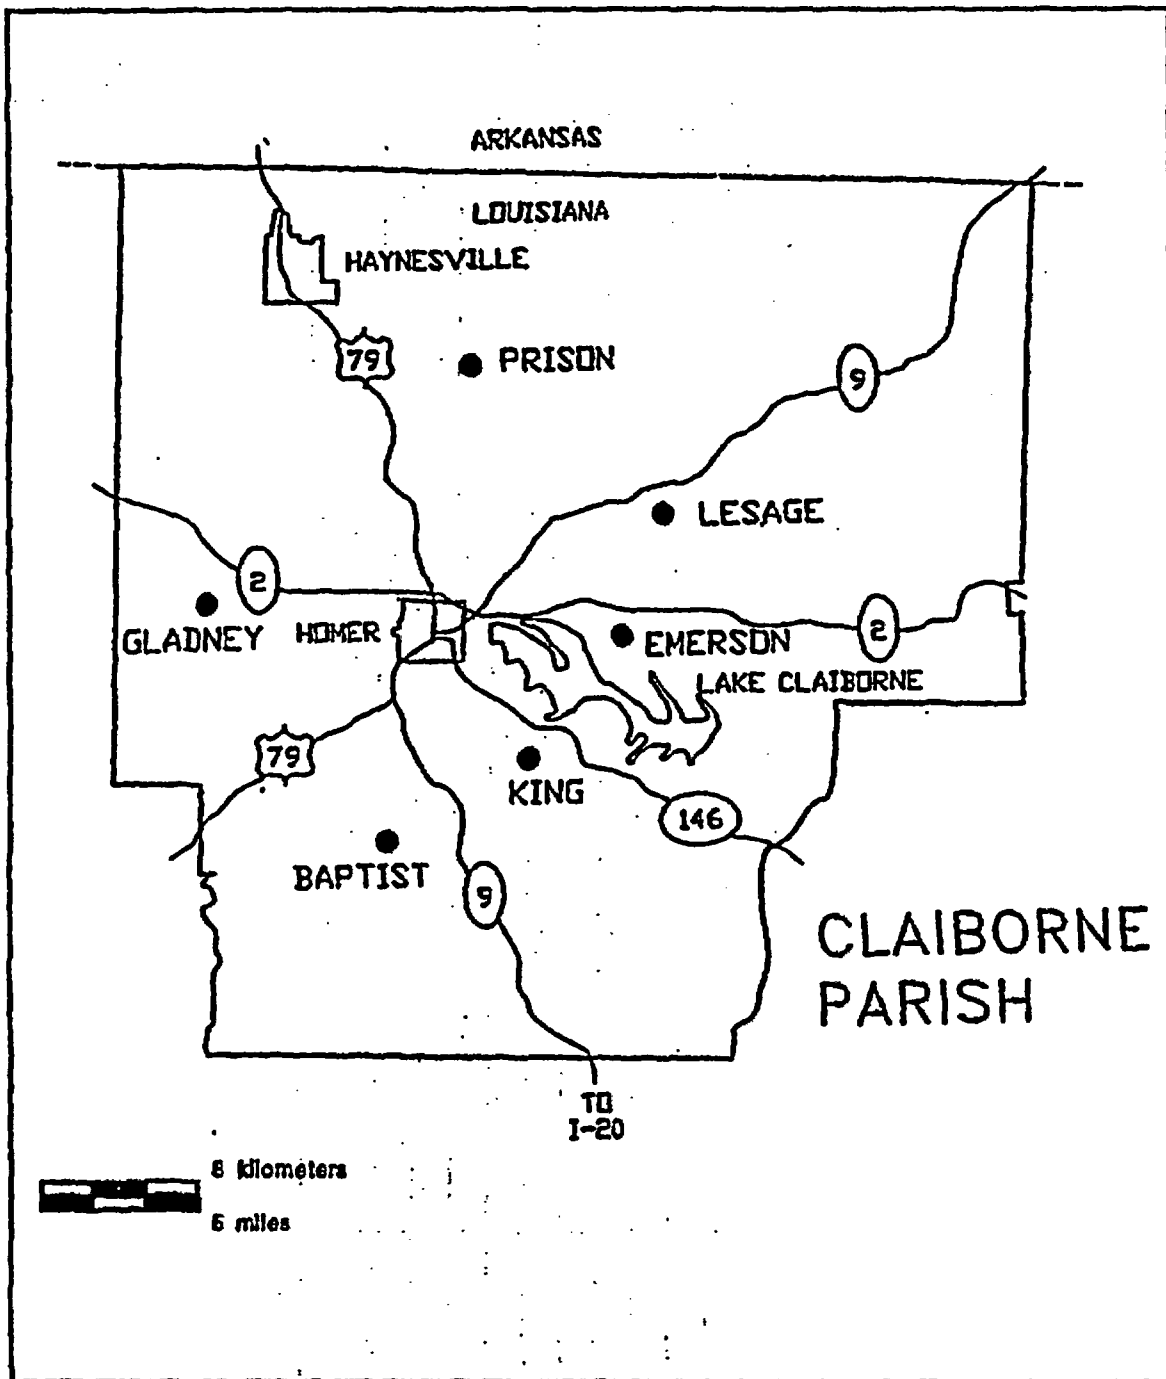 ARKANSAS
LOUISIANA
HAYNESVILLE
79
PRISON
9
LESAGE
2
GLADNEY
HOMER
EMERSON
2
LAKE CLAIBORNE
79
KING
146
BAPTIST
9
CLAIBORNE
PARISH
TO
I-20
8 kilometers
5 miles